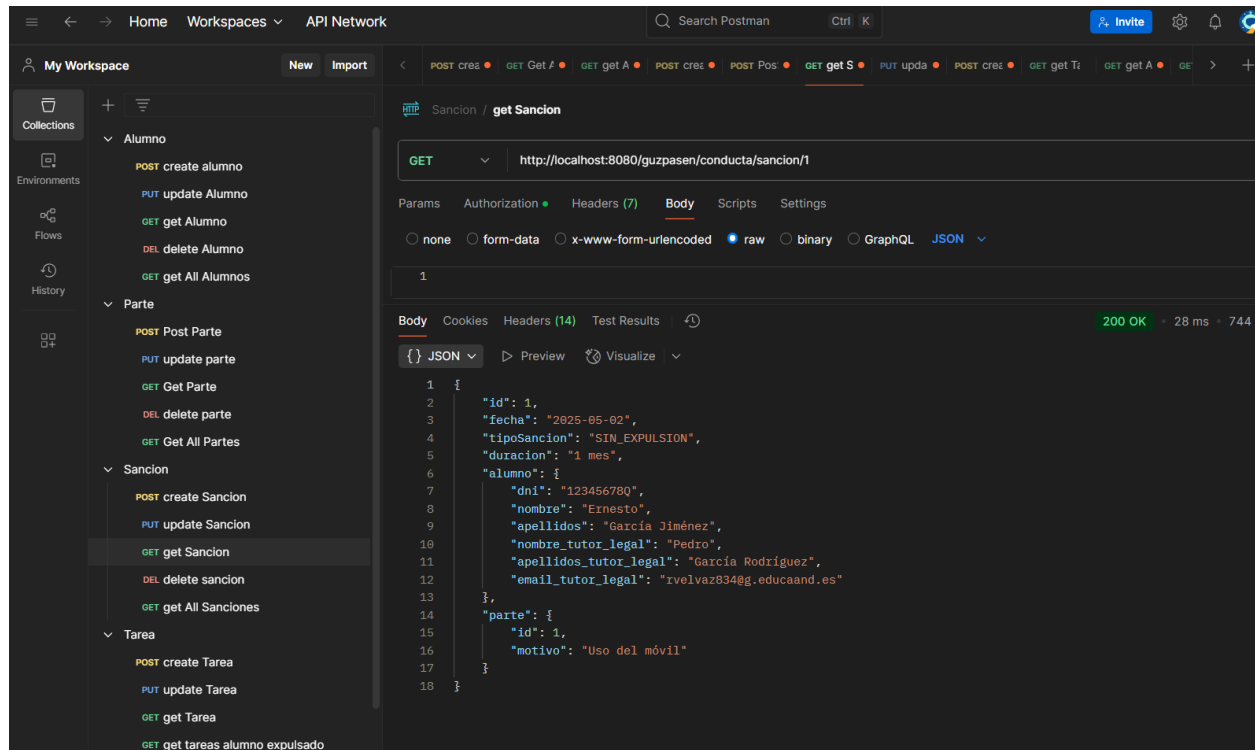 Home Workspaces API Network Search Postman Ctrl K Invite
My Workspace New Import
POST crea GET Get A GET get A POST crea POST Pos GET get S PUT upda POST crea GET get Ta GET get A GE
Collections
Environments
Flows
History
Alumno
POST create alumno
PUT update Alumno
GET get Alumno
DEL delete Alumno
GET get All Alumnos
Parte
POST Post Parte
PUT update parte
GET Get Parte
DEL delete parte
GET Get All Partes
Sancion
POST create Sancion
PUT update Sancion
GET get Sancion
DEL delete sancion
GET get All Sanciones
Tarea
POST create Tarea
PUT update Tarea
GET get Tarea
GET get tareas alumno expulsado
HTTP Sancion / get Sancion
GET http://localhost:8080/guzpasen/conducta/sancion/1
Params Authorization Headers (7) Body Scripts Settings
none form-data x-www-form-urlencoded raw binary GraphQL JSON
1
Body Cookies Headers (14) Test Results 200 OK 28 ms 744
{} JSON Preview Visualize
1 {
2 "id": 1,
3 "fecha": "2025-05-02",
4 "tipoSancion": "SIN_EXPULSION",
5 "duracion": "1 mes",
6 "alumno": {
7 "dni": "12345678Q",
8 "nombre": "Ernesto",
9 "apellidos": "García Jiménez",
10 "nombre_tutor_legal": "Pedro",
11 "apellidos_tutor_legal": "García Rodríguez",
12 "email_tutor_legal": "rvelvaz834@g.educaand.es"
13 },
14 "parte": {
15 "id": 1,
16 "motivo": "Uso del móvil"
17 }
18 }